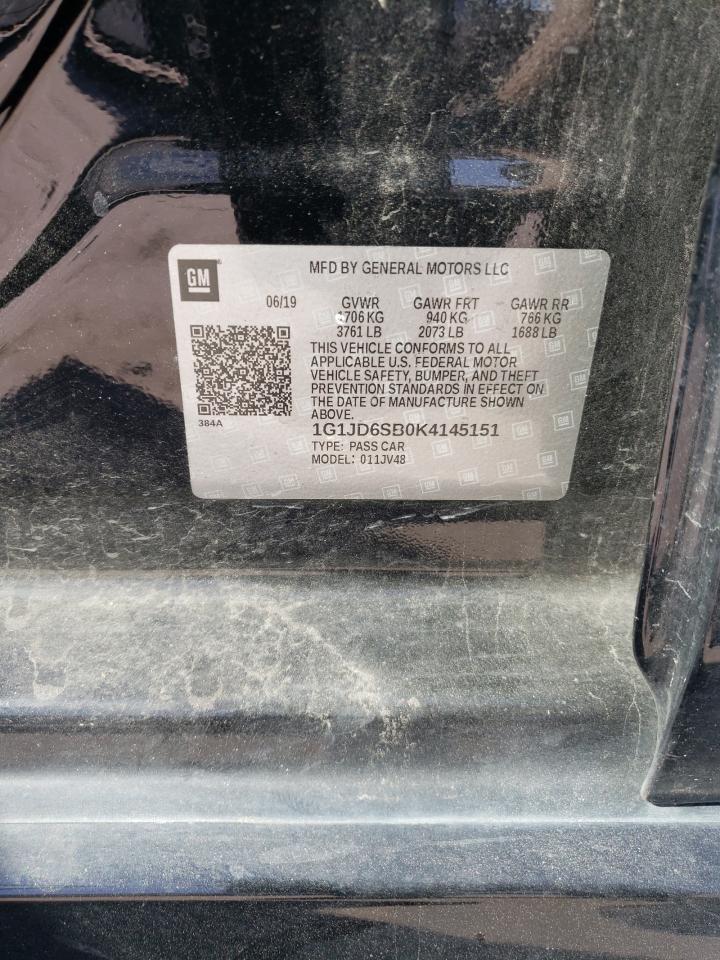 GM
MFD BY GENERAL MOTORS LLC
06/19 GVWR GAWR FRT GAWR RR
1706 KG 940 KG 766 KG
3761 LB 2073 LB 1688 LB
THIS VEHICLE CONFORMS TO ALL
APPLICABLE U.S. FEDERAL MOTOR
VEHICLE SAFETY, BUMPER, AND THEFT
PREVENTION STANDARDS IN EFFECT ON
THE DATE OF MANUFACTURE SHOWN
ABOVE.
384A
1G1JD6SB0K4145151
TYPE: PASS CAR
MODEL: 011JV48